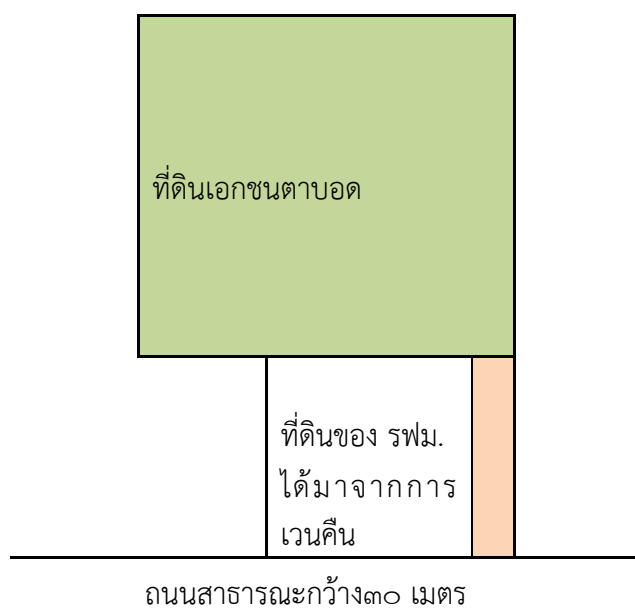 ที่ดินเอกชนตาบอด
ที่ดินของ รฟม.
ได้มาจากการ
เวนคืน
ถนนสาธารณะกว้าง๓๐ เมตร